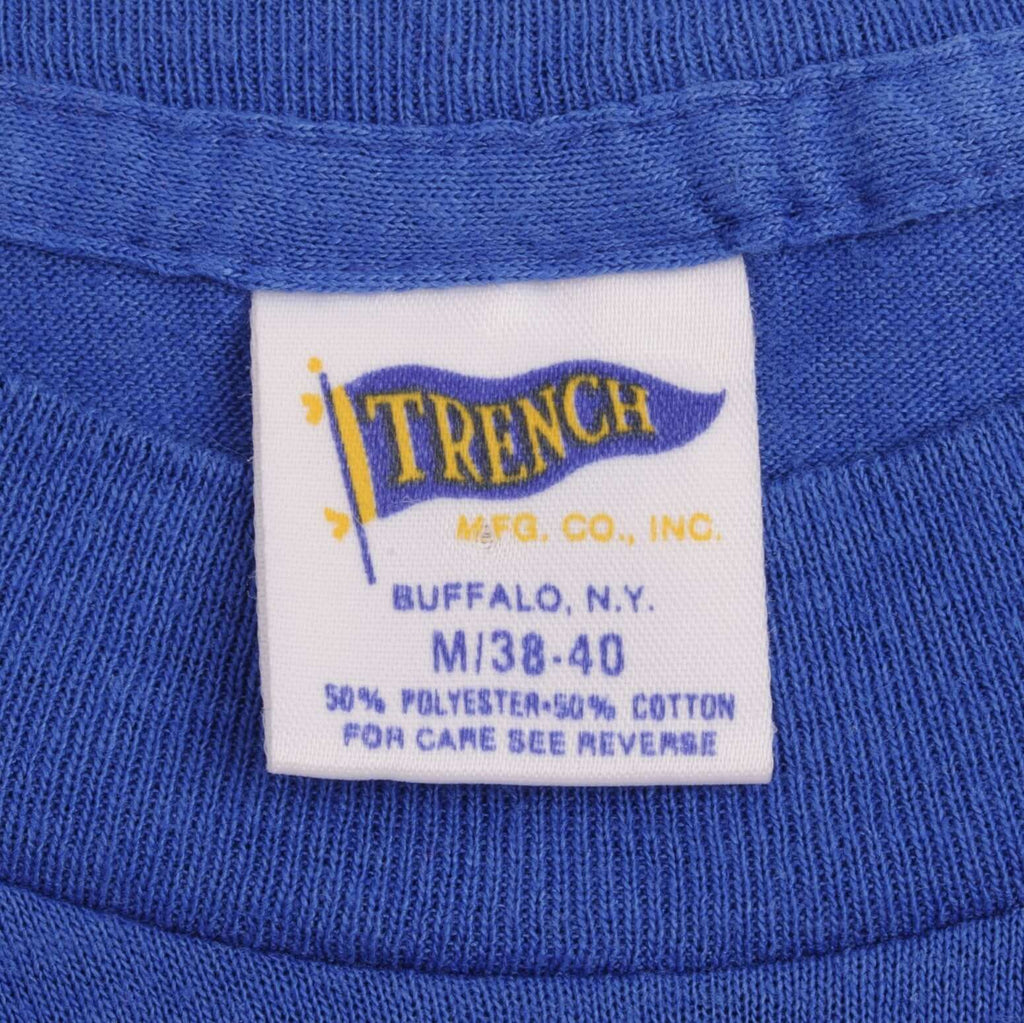 TRENCH
MFG. CO., INC.
BUFFALO, N.Y.
M/38-40
50% POLYESTER•50% COTTON
FOR CARE SEE REVERSE